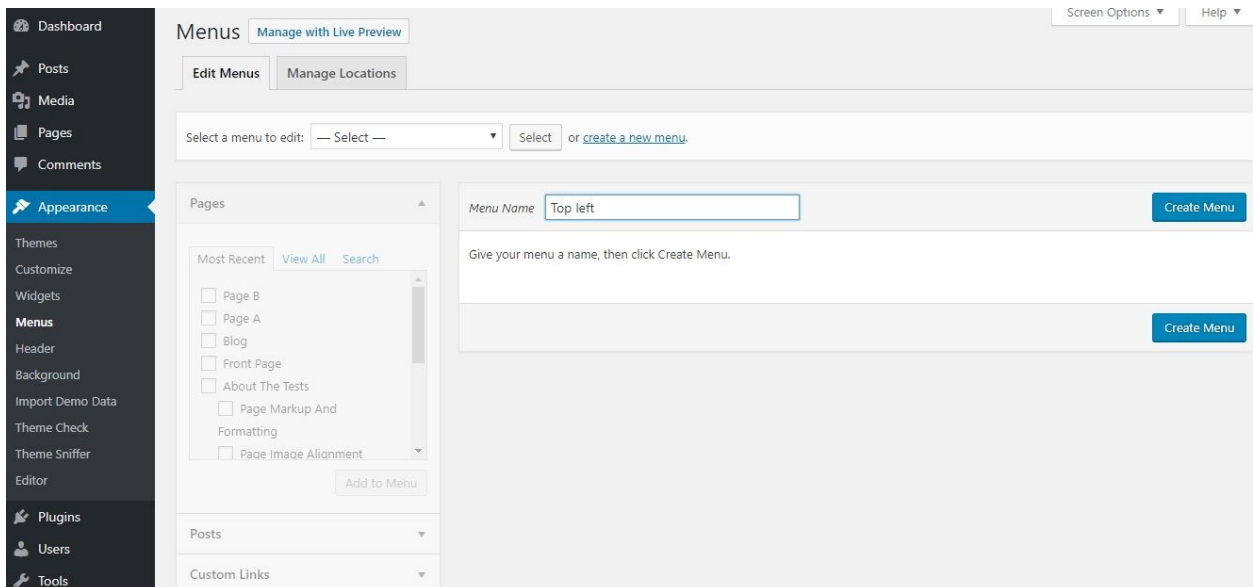 Dashboard
Posts
Media
Pages
Comments
Appearance
Themes
Customize
Widgets
Menus
Header
Background
Import Demo Data
Theme Check
Theme Sniffer
Editor
Plugins
Users
Tools
Screen Options Help
Menus Manage with Live Preview
Edit Menus Manage Locations
Select a menu to edit: — Select — Select or create a new menu.
Pages
Most Recent View All Search
Page B
Page A
Blog
Front Page
About The Tests
Page Markup And
Formatting
Page Image Alignment
Add to Menu
Posts
Custom Links
Menu Name Top left Create Menu
Give your menu a name, then click Create Menu.
Create Menu